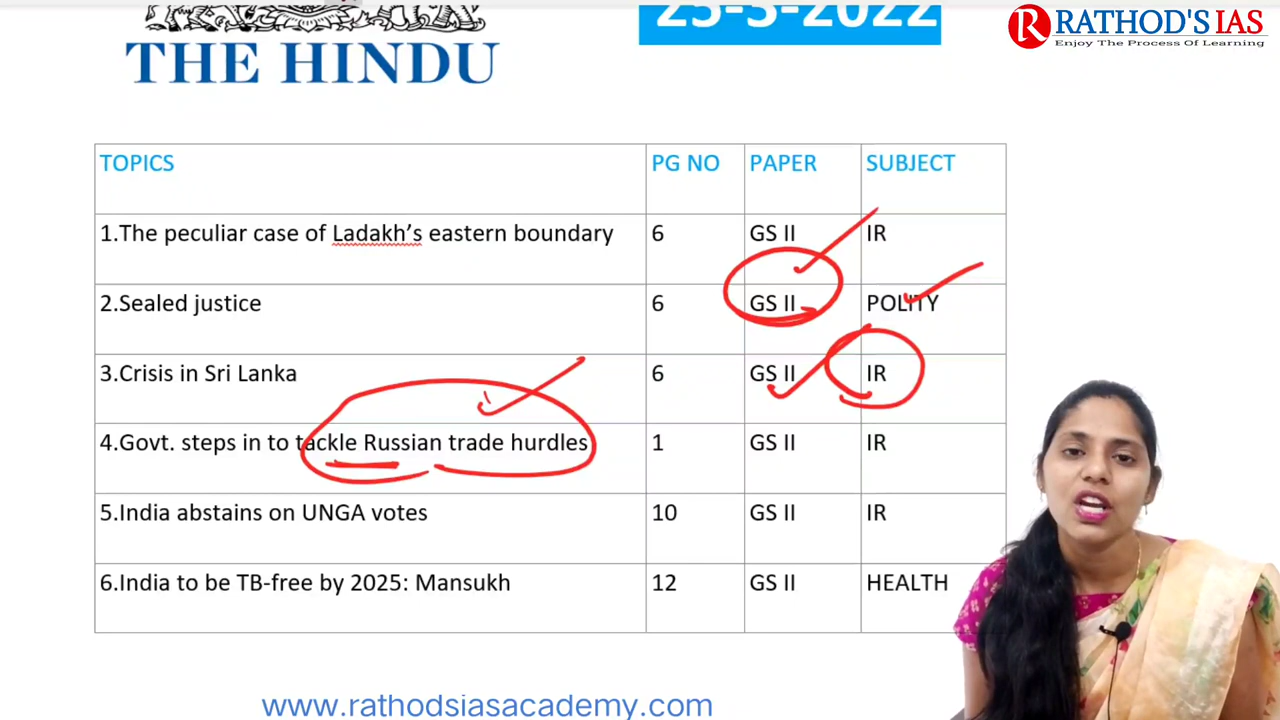 25-3-2022
RATHOD'S IAS
Enjoy The Process Of Learning
THE HINDU
TOPICS PG NO PAPER SUBJECT
1.The peculiar case of Ladakh's eastern boundary 6 GS II IR
2.Sealed justice 6 GS II POLITY
3.Crisis in Sri Lanka 6 GS II IR
4.Govt. steps in to tackle Russian trade hurdles 1 GS II IR
5.India abstains on UNGA votes 10 GS II IR
6.India to be TB-free by 2025: Mansukh 12 GS II HEALTH
www.rathodsiasacademy.com